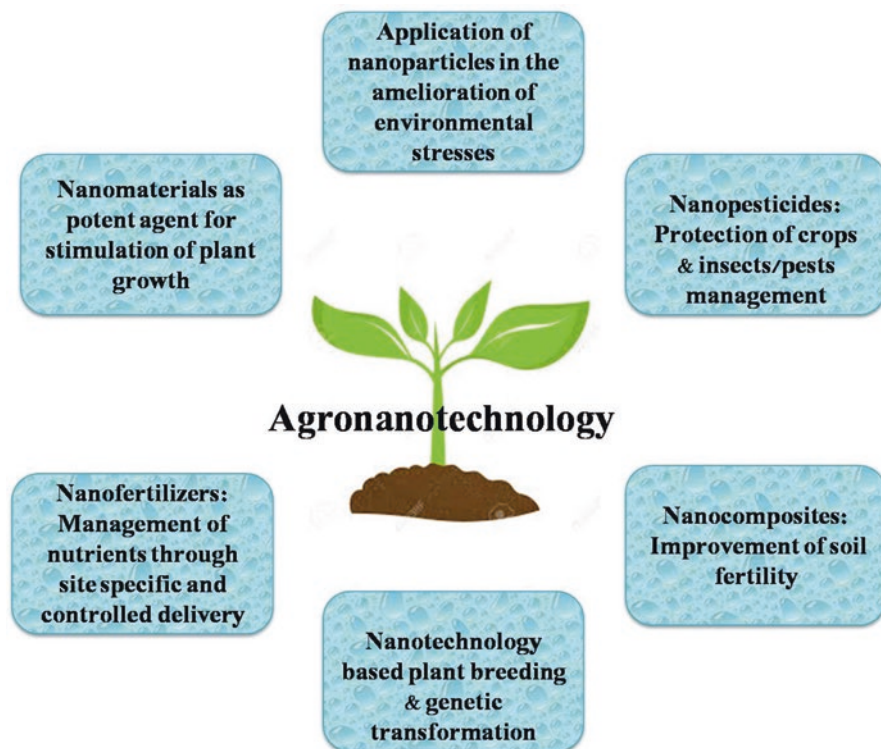 Application of
nanoparticles in the
amelioration of
environmental
stresses
Nanomaterials as
potent agent for
stimulation of plant
growth
Nanopesticides:
Protection of crops
& insects/pests
management
Agronanotechnology
Nanofertilizers:
Management of
nutrients through
site specific and
controlled delivery
Nanocomposites:
Improvement of soil
fertility
Nanotechnology
based plant breeding
& genetic
transformation